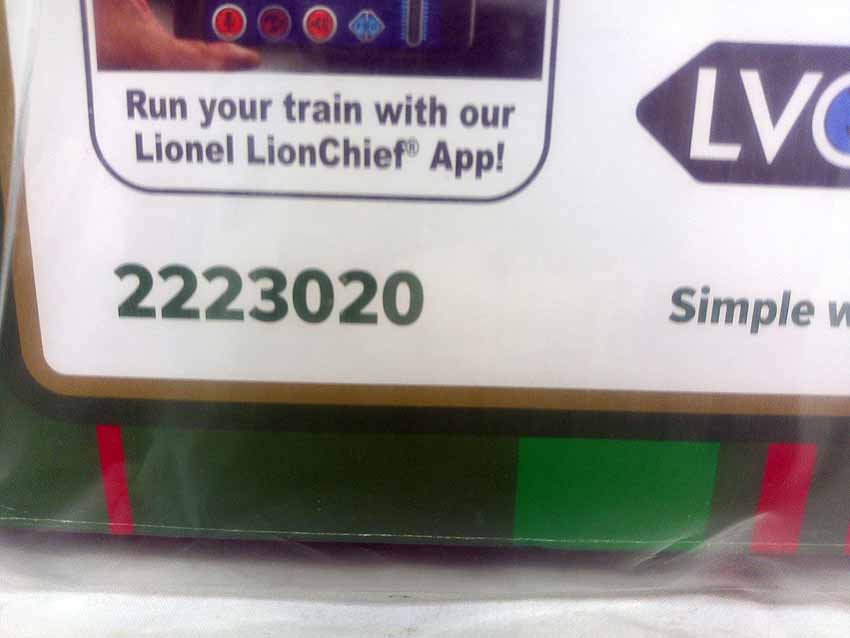 Run your train with our
Lionel LionChief® App!
LV
2223020
Simple